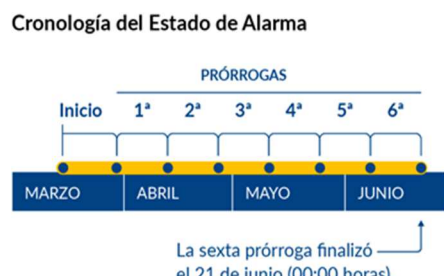 Cronología del Estado de Alarma
PRÓRROGAS
Inicio 1ª 2ª 3ª 4ª 5ª 6ª
MARZO ABRIL MAYO JUNIO
La sexta prórroga finalizó
el 21 de junio (00:00 horas)